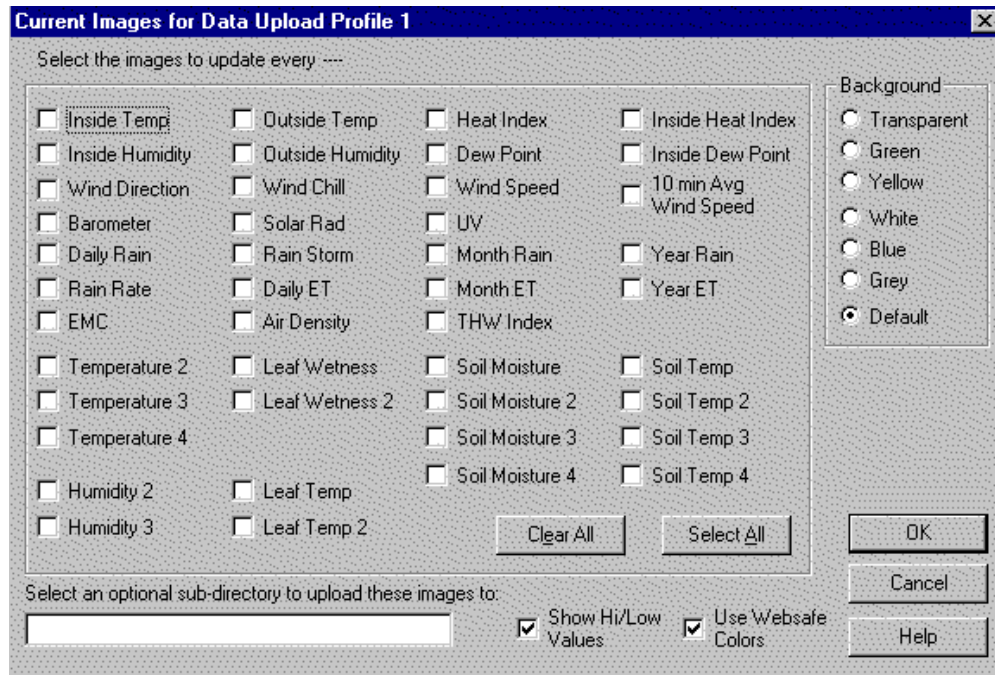 Current Images for Data Upload Profile 1
Select the images to update every ----
Background
Inside Temp Outside Temp Heat Index Inside Heat Index Transparent
Inside Humidity Outside Humidity Dew Point Inside Dew Point Green
Wind Direction Wind Chill Wind Speed 10 min Avg Yellow
Wind Speed
Barometer Solar Rad UV White
Daily Rain Rain Storm Month Rain Year Rain Blue
Rain Rate Daily ET Month ET Year ET Grey
EMC Air Density THW Index Default
Temperature 2 Leaf Wetness Soil Moisture Soil Temp
Temperature 3 Leaf Wetness 2 Soil Moisture 2 Soil Temp 2
Temperature 4 Soil Moisture 3 Soil Temp 3
Soil Moisture 4 Soil Temp 4
Humidity 2 Leaf Temp
Humidity 3 Leaf Temp 2 Clear All Select All OK
Cancel
Select an optional sub-directory to upload these images to:
Show Hi/Low Use Websafe
Values Colors
Help